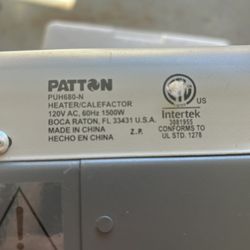 PATTON
PUH680-N
HEATER/CALEFACTOR
120V AC, 60Hz 1500W
BOCA RATON, FL 33431 U.S.A.
MADE IN CHINA
HECHO EN CHINA
Z.P.
US
Intertek
3081955
CONFORMS TO
UL STD. 1278